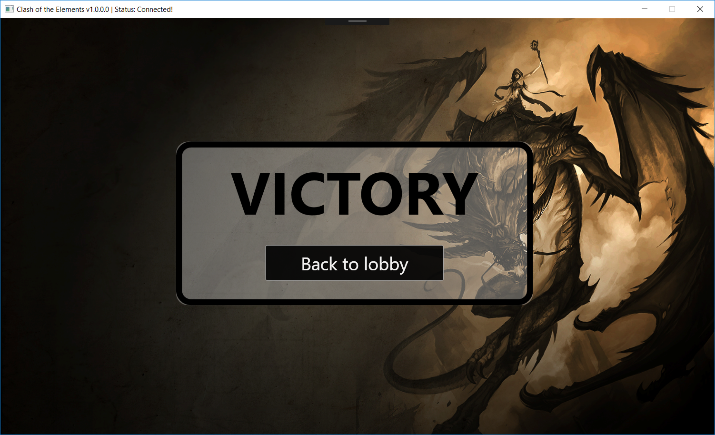 Clash of the Elements v1.0.0.0 | Status: Connected!
VICTORY
Back to lobby